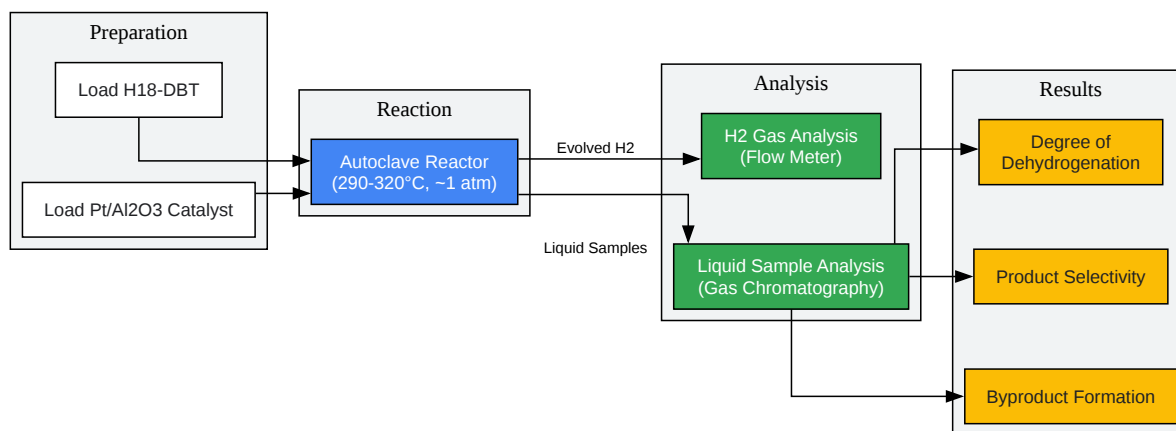 Preparation
Load H18-DBT
Load Pt/Al2O3 Catalyst
Reaction
Autoclave Reactor
(290-320°C, ~1 atm)
Evolved H2
Liquid Samples
Analysis
H2 Gas Analysis
(Flow Meter)
Liquid Sample Analysis
(Gas Chromatography)
Results
Degree of
Dehydrogenation
Product Selectivity
Byproduct Formation